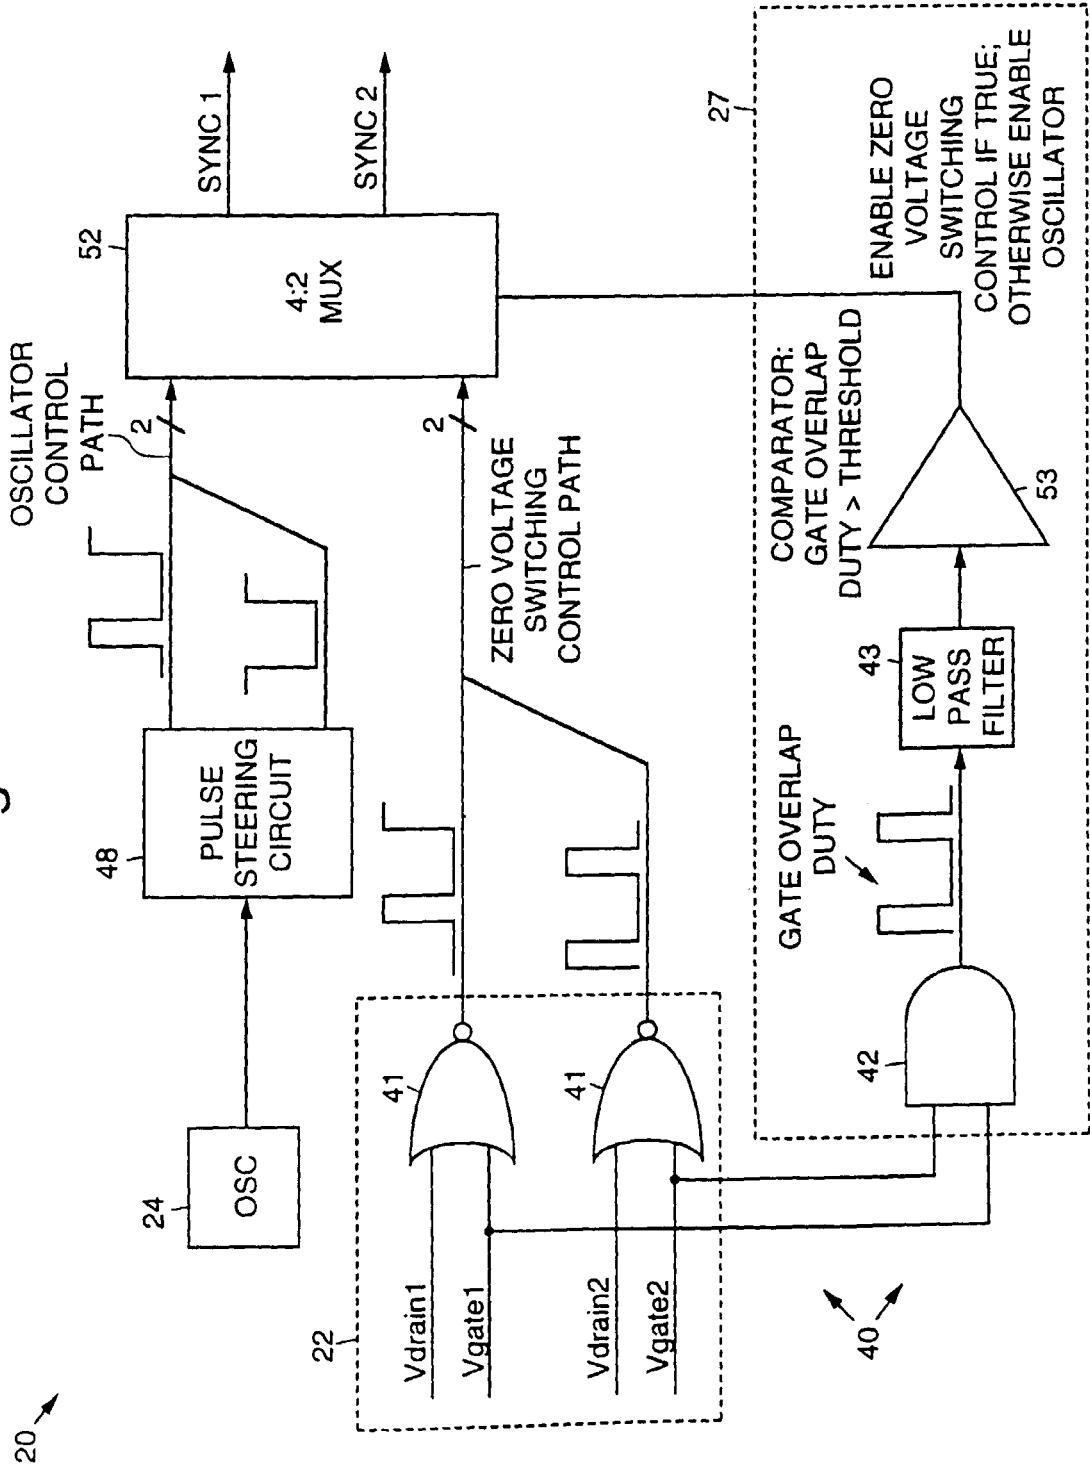 20
24
OSC
48
PULSE
STEERING
CIRCUIT
OSCILLATOR
CONTROL
PATH
2
52
4:2
MUX
SYNC 1
SYNC 2
22
Vdrain1
Vgate1
41
Vdrain2
Vgate2
41
ZERO VOLTAGE
SWITCHING
CONTROL PATH
2
40
42
GATE OVERLAP
DUTY
43
LOW
PASS
FILTER
COMPARATOR:
GATE OVERLAP
DUTY > THRESHOLD
53
27
ENABLE ZERO
VOLTAGE
SWITCHING
CONTROL IF TRUE;
OTHERWISE ENABLE
OSCILLATOR